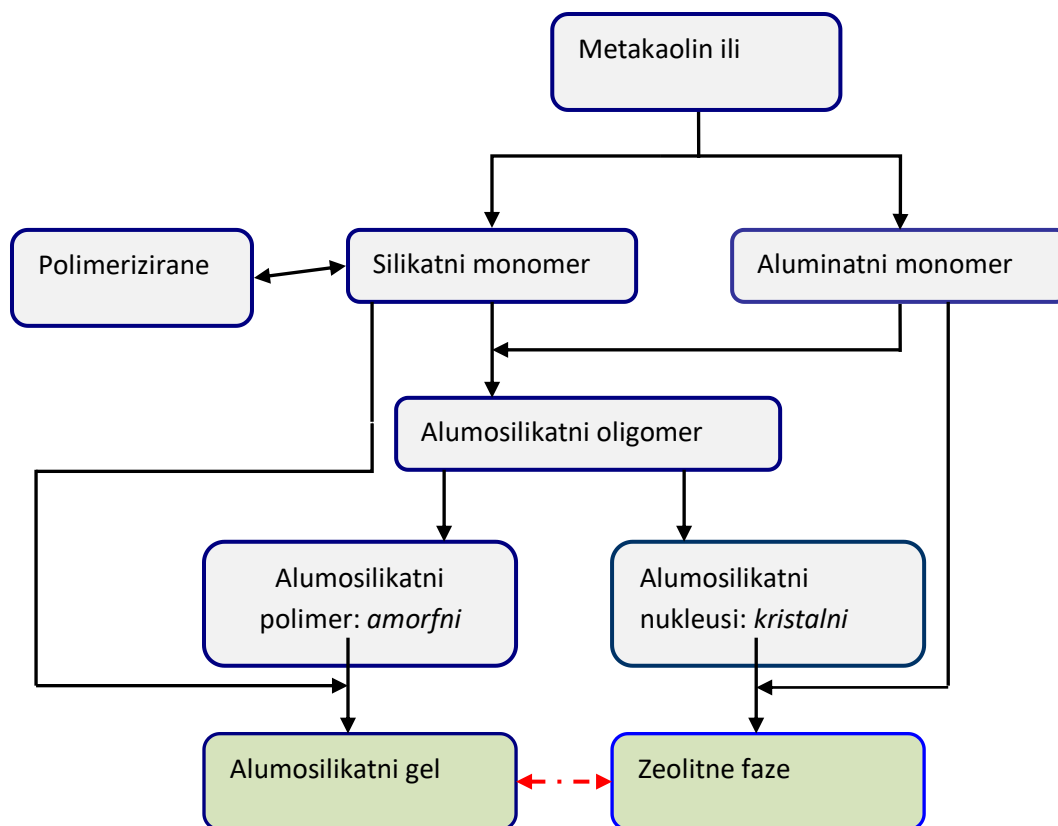 Metakaolin ili
Polimerizirane
Silikatni monomer
Aluminatni monomer
Alumosilikatni oligomer
Alumosilikatni
polimer: amorfni
Alumosilikatni
nukleusi: kristalni
Alumosilikatni gel
Zeolitne faze